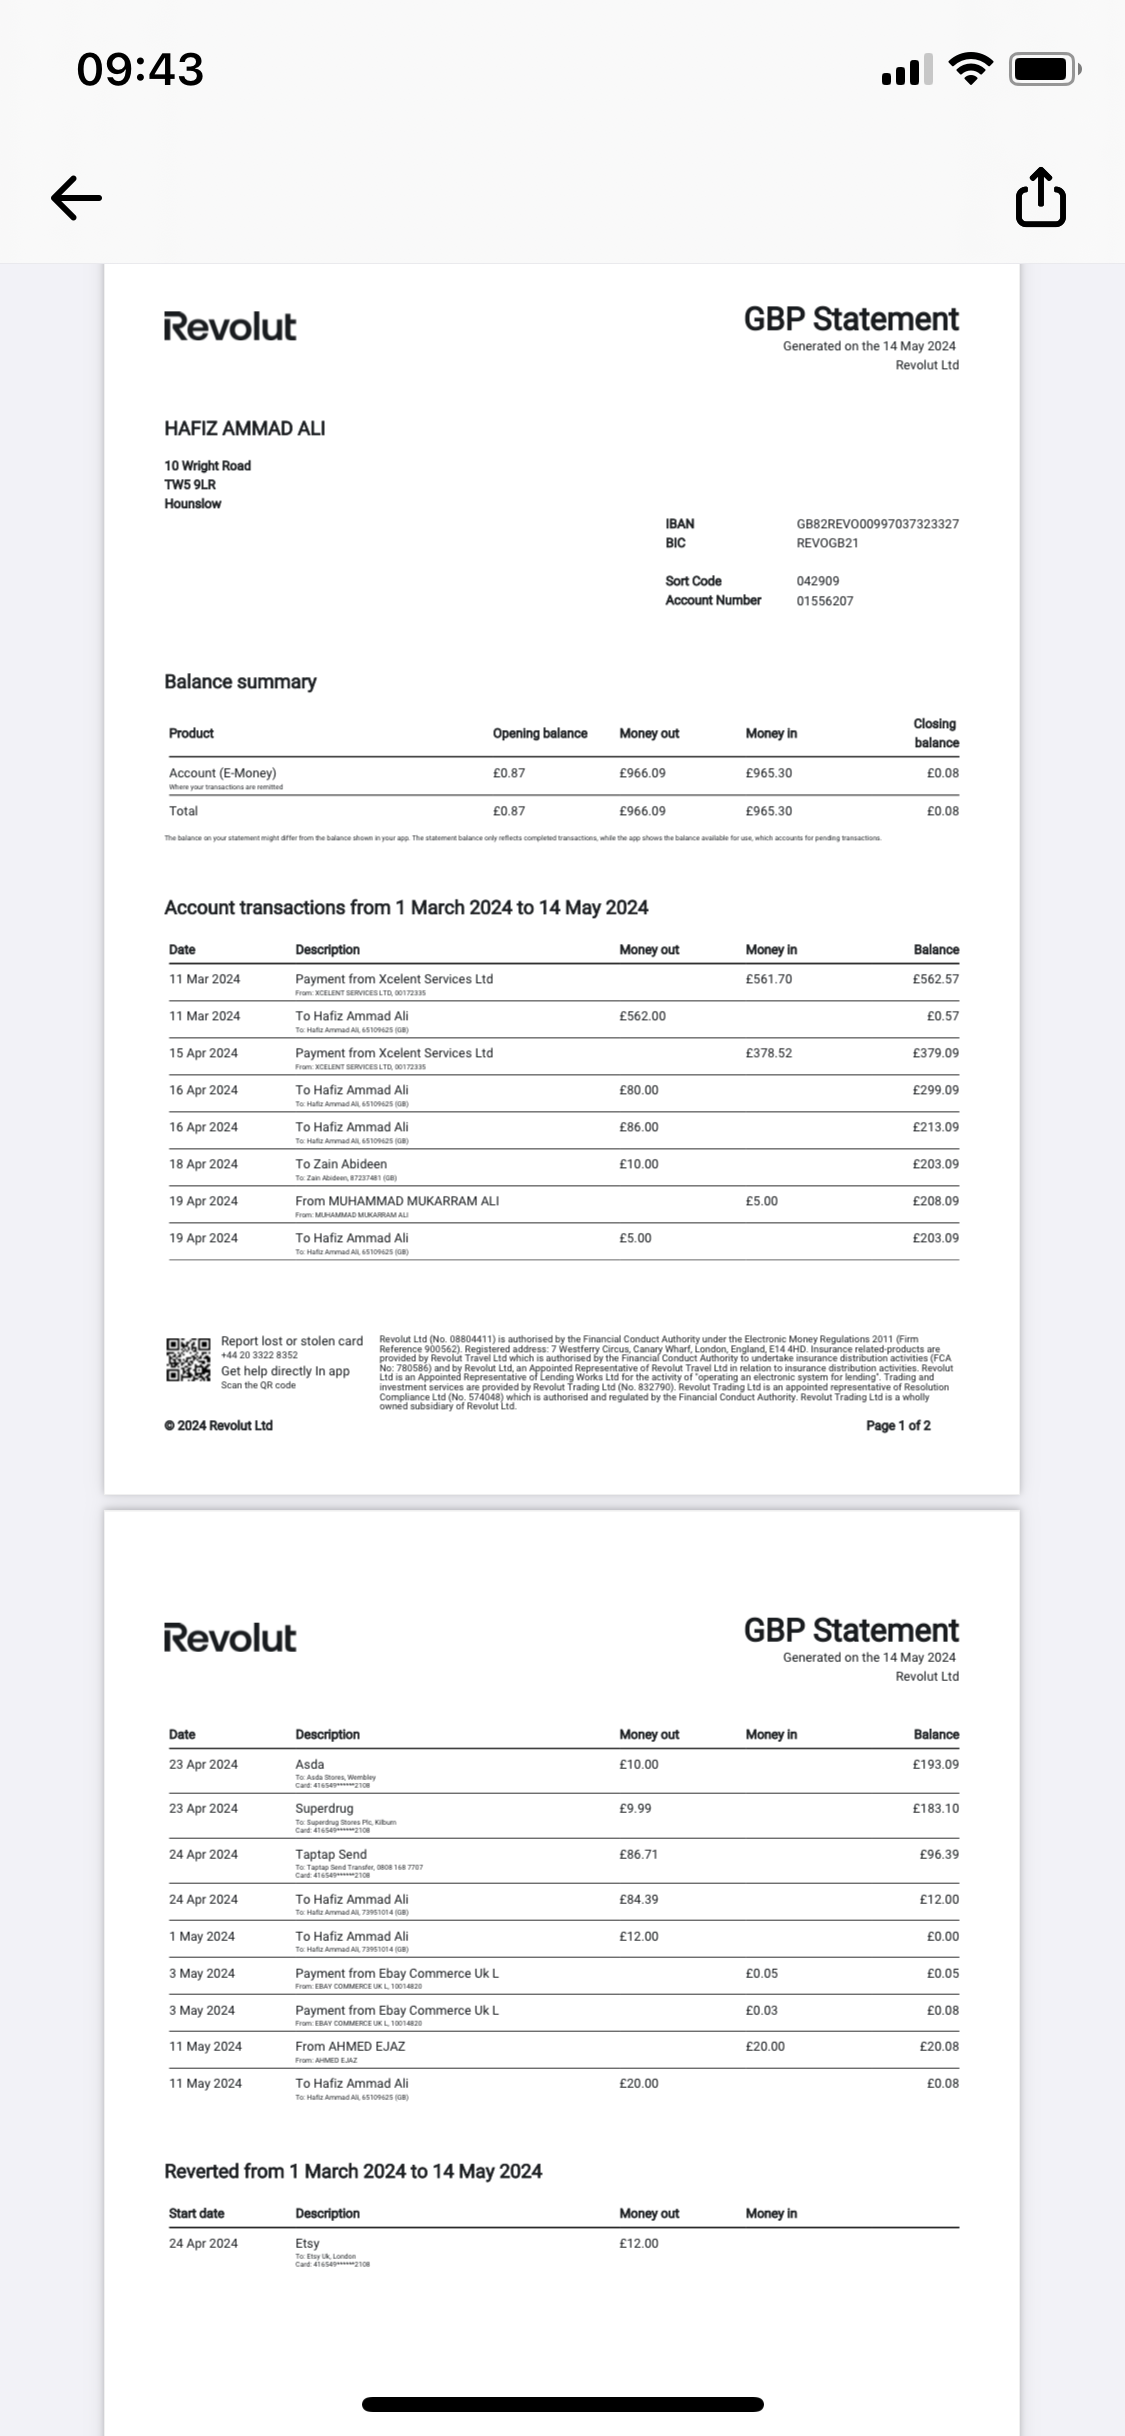 09:43
Revolut
GBP Statement
Generated on the 14 May 2024
Revolut Ltd
HAFIZ AMMAD ALI
10 Wright Road
TW5 9LR
Hounslow
IBAN GB82REVO00997037323327
BIC REVOGB21
Sort Code 042909
Account Number 01556207
Balance summary
Product Opening balance Money out Money in Closing balance
Account (E-Money) £0.87 £966.09 £965.30 £0.08
Where your transactions are remitted
Total £0.87 £966.09 £965.30 £0.08
The balance on your statement might differ from the balance shown in your app. The statement balance only reflects completed transactions, while the app shows the balance available for use, which accounts for pending transactions.
Account transactions from 1 March 2024 to 14 May 2024
Date Description Money out Money in Balance
11 Mar 2024 Payment from Xcelent Services Ltd £561.70 £562.57
From: XCELENT SERVICES LTD, 00172335
11 Mar 2024 To Hafiz Ammad Ali £562.00 £0.57
To: Hafiz Ammad Ali, 65109625 (GB)
15 Apr 2024 Payment from Xcelent Services Ltd £378.52 £379.09
From: XCELENT SERVICES LTD, 00172335
16 Apr 2024 To Hafiz Ammad Ali £80.00 £299.09
To: Hafiz Ammad Ali, 65109625 (GB)
16 Apr 2024 To Hafiz Ammad Ali £86.00 £213.09
To: Hafiz Ammad Ali, 65109625 (GB)
18 Apr 2024 To Zain Abideen £10.00 £203.09
To: Zain Abideen, 87237481 (GB)
19 Apr 2024 From MUHAMMAD MUKARRAM ALI £5.00 £208.09
From: MUHAMMAD MUKARRAM ALI
19 Apr 2024 To Hafiz Ammad Ali £5.00 £203.09
To: Hafiz Ammad Ali, 65109625 (GB)
Report lost or stolen card
+44 20 3322 8352
Get help directly In app
Scan the QR code
Revolut Ltd (No. 08804411) is authorised by the Financial Conduct Authority under the Electronic Money Regulations 2011 (Firm
Reference 900562). Registered address: 7 Westferry Circus, Canary Wharf, London, England, E14 4HD. Insurance related-products are
provided by Revolut Travel Ltd which is authorised by the Financial Conduct Authority to undertake insurance distribution activities (FCA
No: 780586) and by Revolut Ltd, an Appointed Representative of Revolut Travel Ltd in relation to insurance distribution activities. Revolut
Ltd is an Appointed Representative of Lending Works Ltd for the activity of "operating an electronic system for lending". Trading and
investment services are provided by Revolut Trading Ltd (No. 832790). Revolut Trading Ltd is an appointed representative of Resolution
Compliance Ltd (No. 574048) which is authorised and regulated by the Financial Conduct Authority. Revolut Trading Ltd is a wholly
owned subsidiary of Revolut Ltd.
© 2024 Revolut Ltd
Page 1 of 2
Revolut
GBP Statement
Generated on the 14 May 2024
Revolut Ltd
Date Description Money out Money in Balance
23 Apr 2024 Asda £10.00 £193.09
To: Asda Stores, Wembley
Card: 416549******2108
23 Apr 2024 Superdrug £9.99 £183.10
To: Superdrug Stores Plc, Kilburn
Card: 416549******2108
24 Apr 2024 Taptap Send £86.71 £96.39
To: Taptap Send Transfer, 0808 168 7707
Card: 416549******2108
24 Apr 2024 To Hafiz Ammad Ali £84.39 £12.00
To: Hafiz Ammad Ali, 73951014 (GB)
1 May 2024 To Hafiz Ammad Ali £12.00 £0.00
To: Hafiz Ammad Ali, 73951014 (GB)
3 May 2024 Payment from Ebay Commerce Uk L £0.05 £0.05
From: EBAY COMMERCE UK L, 10014820
3 May 2024 Payment from Ebay Commerce Uk L £0.03 £0.08
From: EBAY COMMERCE UK L, 10014820
11 May 2024 From AHMED EJAZ £20.00 £20.08
From: AHMED EJAZ
11 May 2024 To Hafiz Ammad Ali £20.00 £0.08
To: Hafiz Ammad Ali, 65109625 (GB)
Reverted from 1 March 2024 to 14 May 2024
Start date Description Money out Money in
24 Apr 2024 Etsy £12.00
To: Etsy Uk, London
Card: 416549******2108